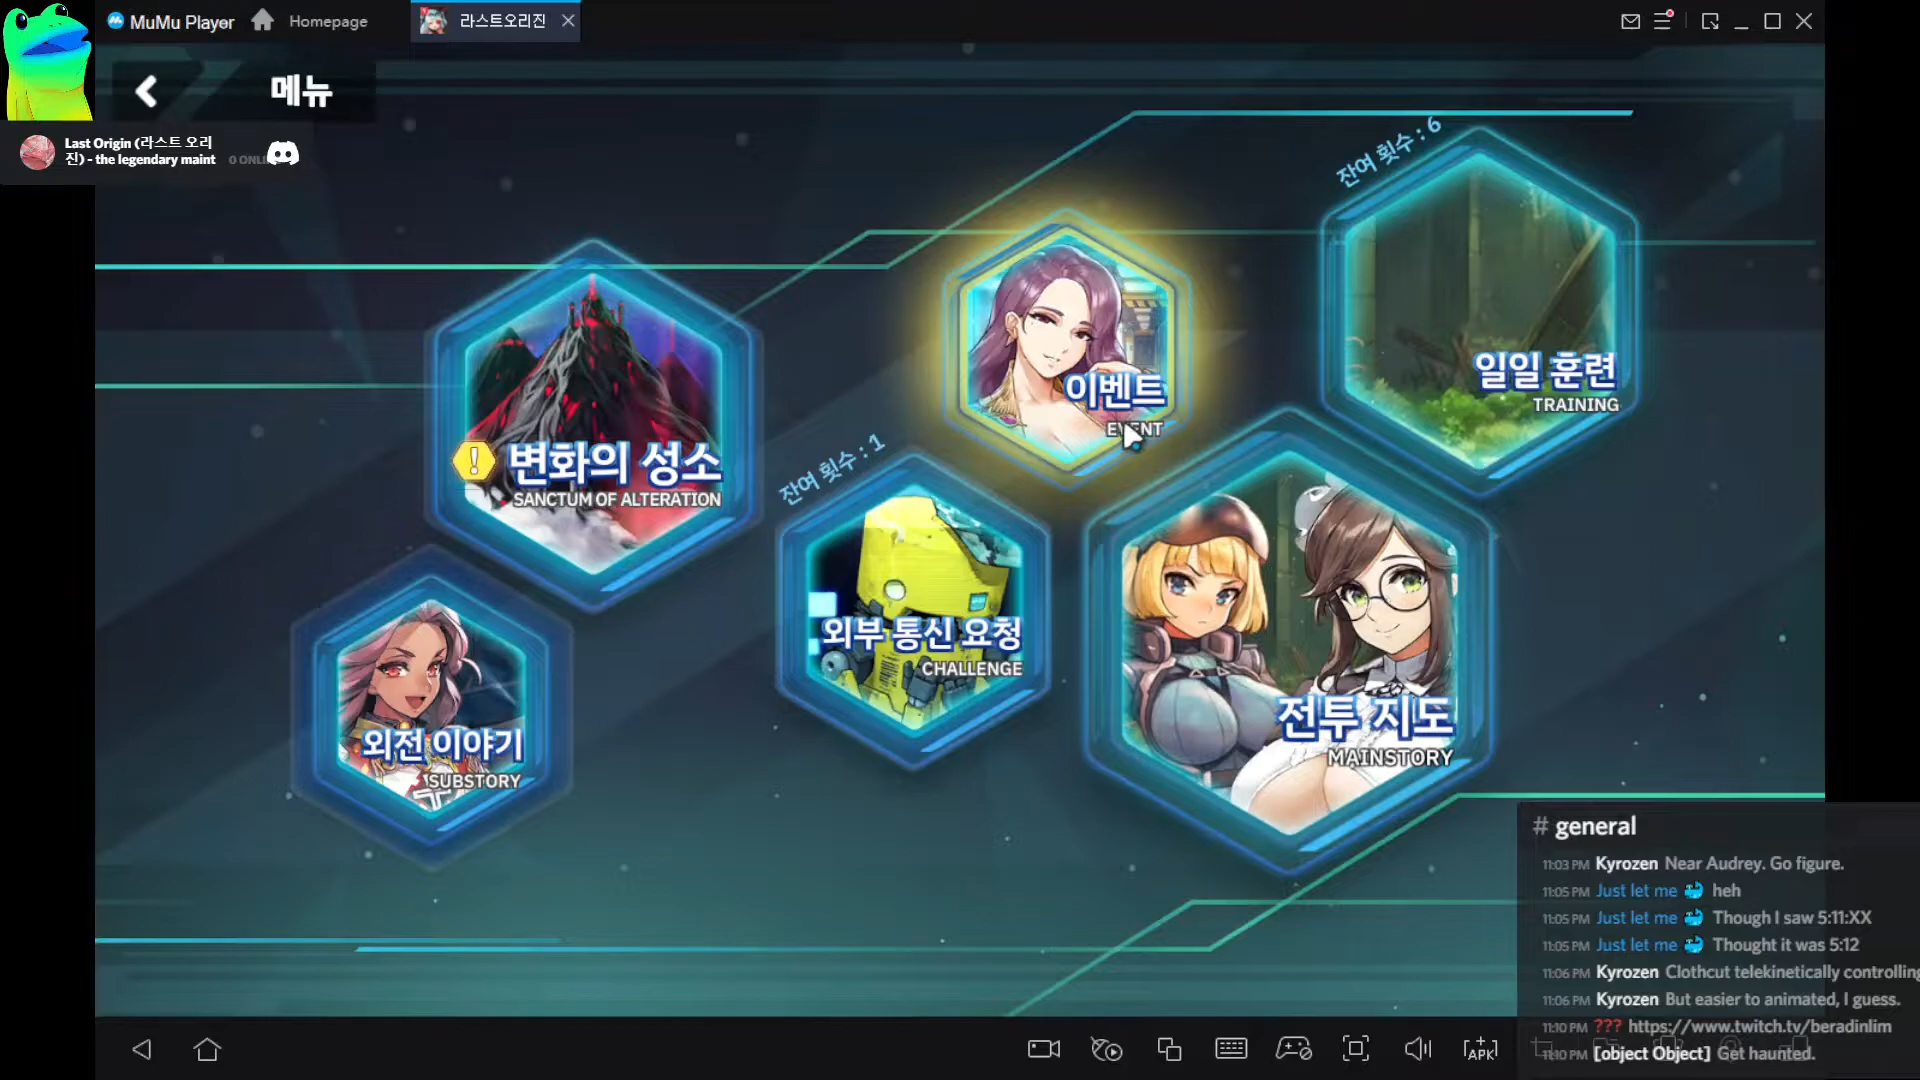 MuMu Player
Homepage
라스트오리진
메뉴
Last Origin (라스트 오리
진) - the legendary maint
0 ONLI
잔여 횟수 : 6
이벤트
EVENT
일일 훈련
TRAINING
변화의 성소
SANCTUM OF ALTERATION
잔여 횟수 : 1
외부 통신 요청
CHALLENGE
전투 지도
MAINSTORY
외전 이야기
SUBSTORY
# general
11:03 PM Kyrozen Near Audrey. Go figure.
11:05 PM Just let me heh
11:05 PM Just let me Though I saw 5:11:XX
11:05 PM Just let me Thought it was 5:12
11:06 PM Kyrozen Clothcut telekinetically controlling
11:06 PM Kyrozen But easier to animated, I guess.
11:10 PM ??? https://www.twitch.tv/beradinlim
11:10 PM [object Object] Get haunted.
APK